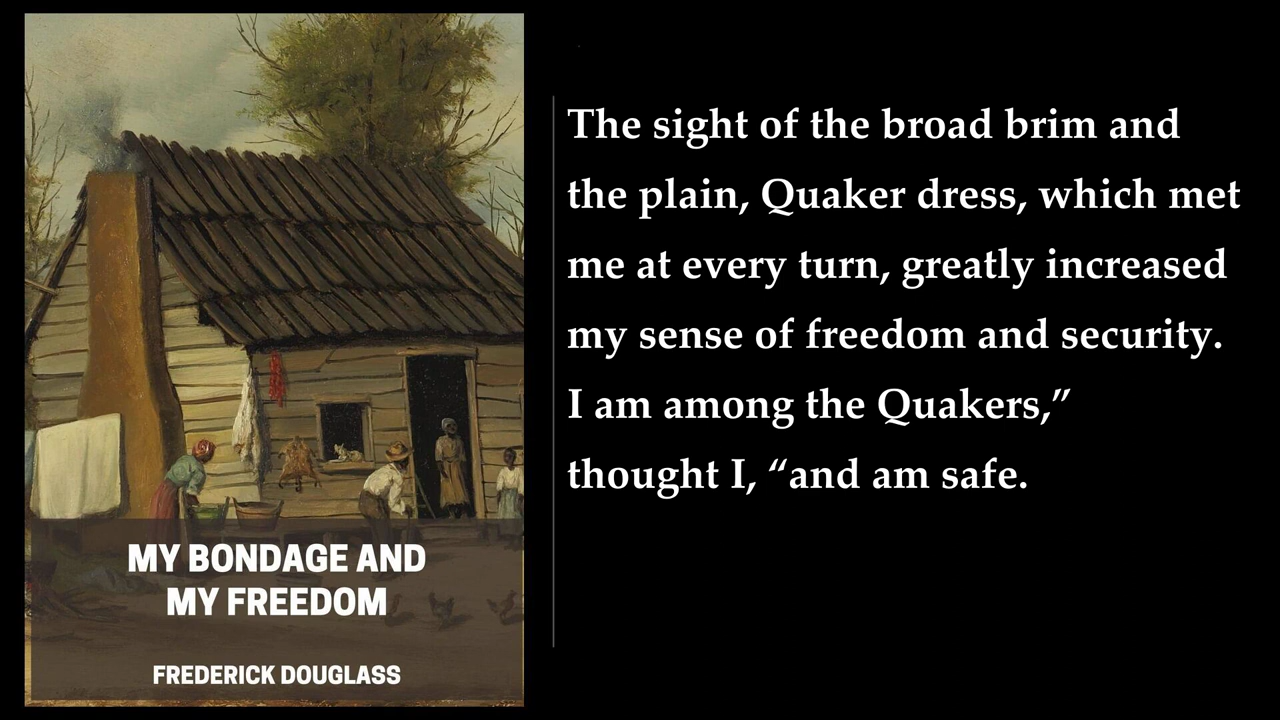 MY BONDAGE AND
MY FREEDOM
FREDERICK DOUGLASS
The sight of the broad brim and
the plain, Quaker dress, which met
me at every turn, greatly increased
my sense of freedom and security.
I am among the Quakers,”
thought I, “and am safe.